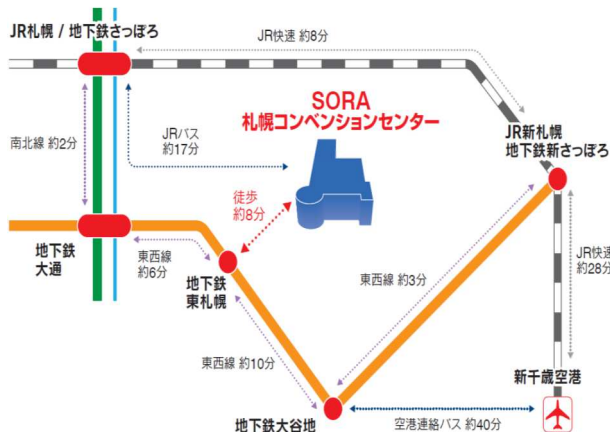 JR札幌 / 地下鉄さっぽろ
JR快速 約8分
SORA
札幌コンベンションセンター
JRバス
約17分
南北線 約2分
JR新札幌
地下鉄新さっぽろ
徒歩
約8分
地下鉄
大通
東西線
約6分
地下鉄
東札幌
東西線 約3分
JR快速
約28分
東西線 約10分
新千歳空港
地下鉄大谷地
空港連絡バス 約40分